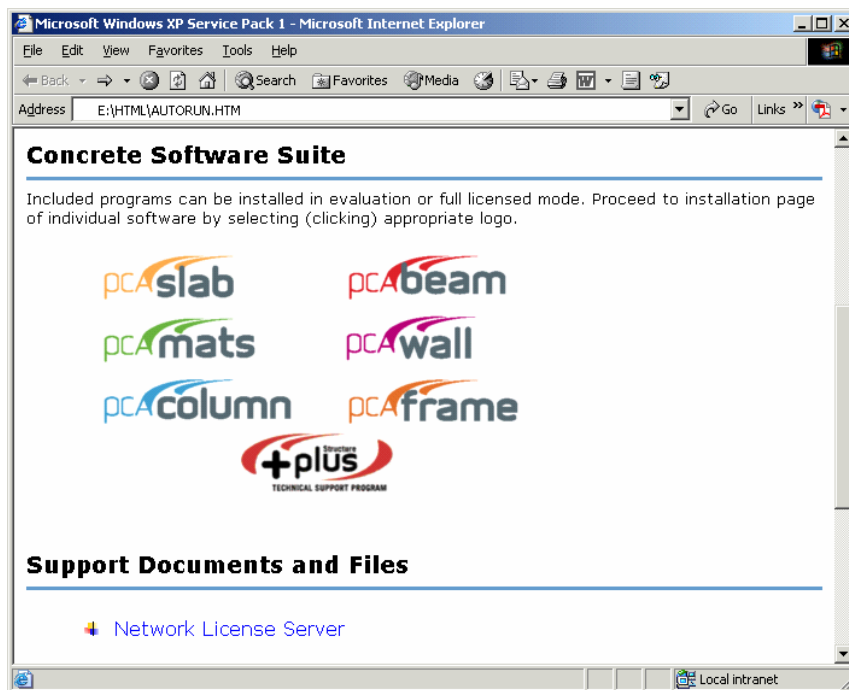 Microsoft Windows XP Service Pack 1 - Microsoft Internet Explorer
File Edit View Favorites Tools Help
Back Search Favorites Media
Address E:\HTML\AUTORUN.HTM Go Links »
Concrete Software Suite
Included programs can be installed in evaluation or full licensed mode. Proceed to installation page
of individual software by selecting (clicking) appropriate logo.
pcAslab pcAbeam
pcAmats pcAwall
pcAcolumn pcAframe
Structure
+plus
TECHNICAL SUPPORT PROGRAM
Support Documents and Files
Network License Server
Local intranet